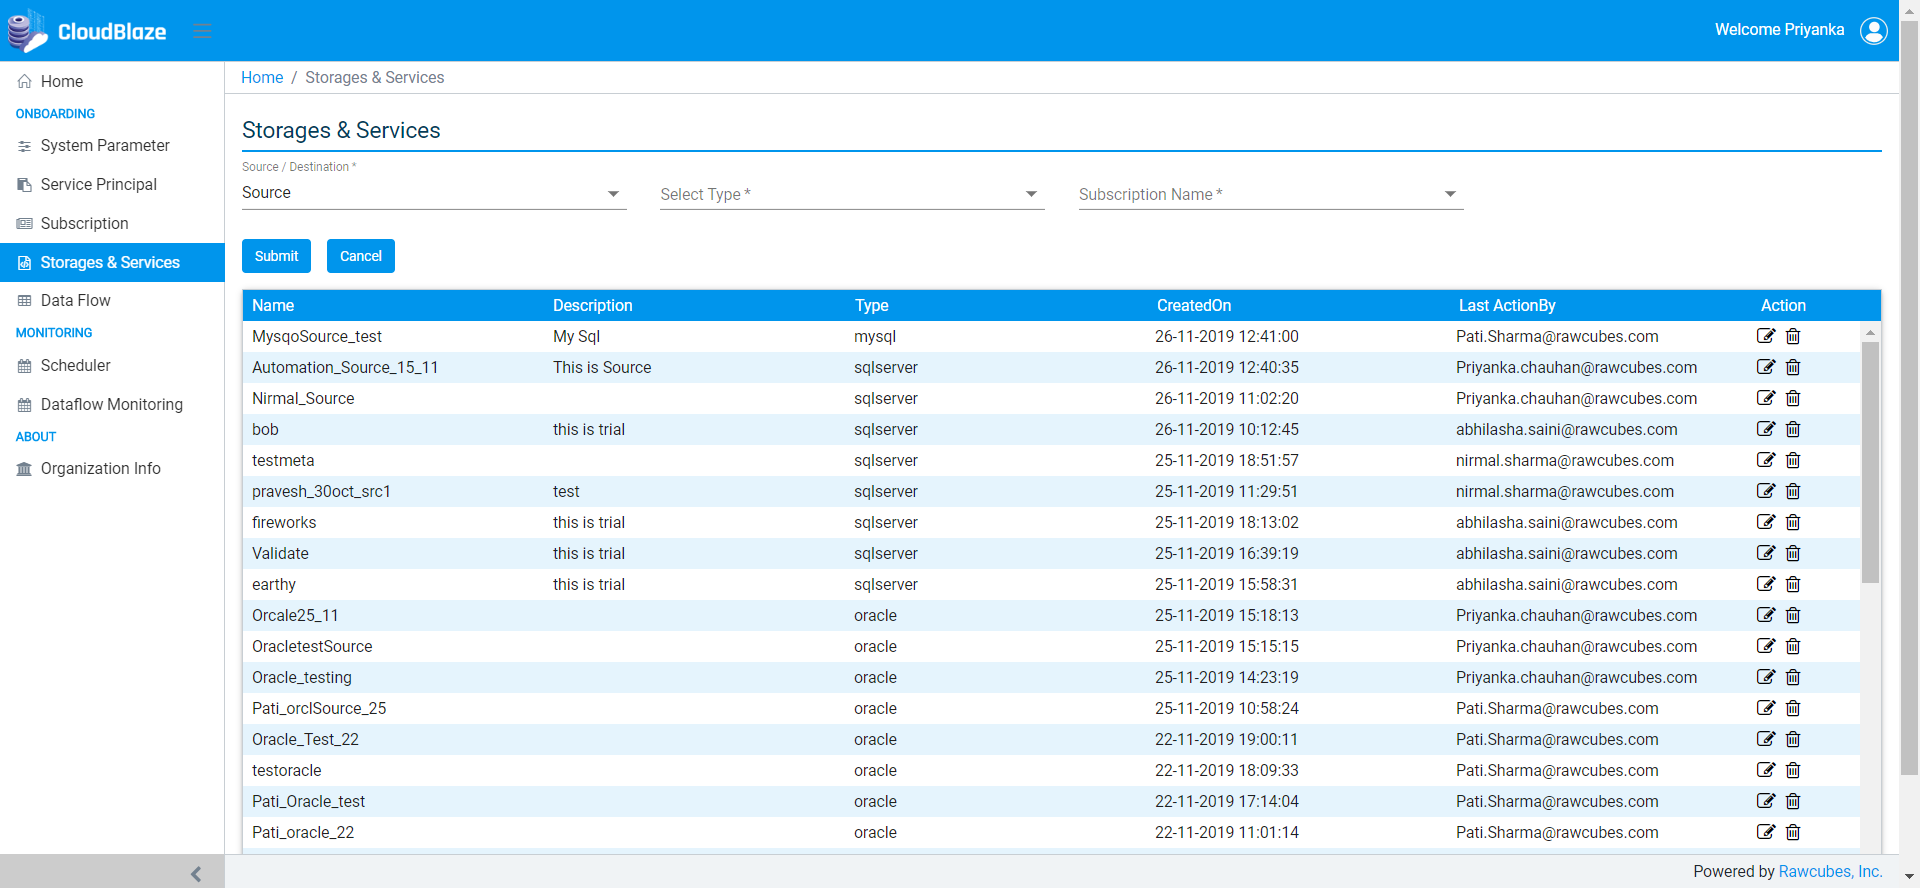 CloudBlaze
Welcome Priyanka
Home
ONBOARDING
System Parameter
Service Principal
Subscription
Storages & Services
Data Flow
MONITORING
Scheduler
Dataflow Monitoring
ABOUT
Organization Info
Home / Storages & Services
Storages & Services
Source / Destination *
Source
Select Type *
Subscription Name *
Submit Cancel
Name Description Type CreatedOn Last ActionBy Action
MysqoSource_test My Sql mysql 26-11-2019 12:41:00 Pati.Sharma@rawcubes.com
Automation_Source_15_11 This is Source sqlserver 26-11-2019 12:40:35 Priyanka.chauhan@rawcubes.com
Nirmal_Source sqlserver 26-11-2019 11:02:20 Priyanka.chauhan@rawcubes.com
bob this is trial sqlserver 26-11-2019 10:12:45 abhilasha.saini@rawcubes.com
testmeta sqlserver 25-11-2019 18:51:57 nirmal.sharma@rawcubes.com
pravesh_30oct_src1 test sqlserver 25-11-2019 11:29:51 nirmal.sharma@rawcubes.com
fireworks this is trial sqlserver 25-11-2019 18:13:02 abhilasha.saini@rawcubes.com
Validate this is trial sqlserver 25-11-2019 16:39:19 abhilasha.saini@rawcubes.com
earthy this is trial sqlserver 25-11-2019 15:58:31 abhilasha.saini@rawcubes.com
Orcale25_11 oracle 25-11-2019 15:18:13 Priyanka.chauhan@rawcubes.com
OracletestSource oracle 25-11-2019 15:15:15 Priyanka.chauhan@rawcubes.com
Oracle_testing oracle 25-11-2019 14:23:19 Priyanka.chauhan@rawcubes.com
Pati_orclSource_25 oracle 25-11-2019 10:58:24 Pati.Sharma@rawcubes.com
Oracle_Test_22 oracle 22-11-2019 19:00:11 Pati.Sharma@rawcubes.com
testoracle oracle 22-11-2019 18:09:33 Pati.Sharma@rawcubes.com
Pati_Oracle_test oracle 22-11-2019 17:14:04 Pati.Sharma@rawcubes.com
Pati_oracle_22 oracle 22-11-2019 11:01:14 Pati.Sharma@rawcubes.com
Powered by Rawcubes, Inc.